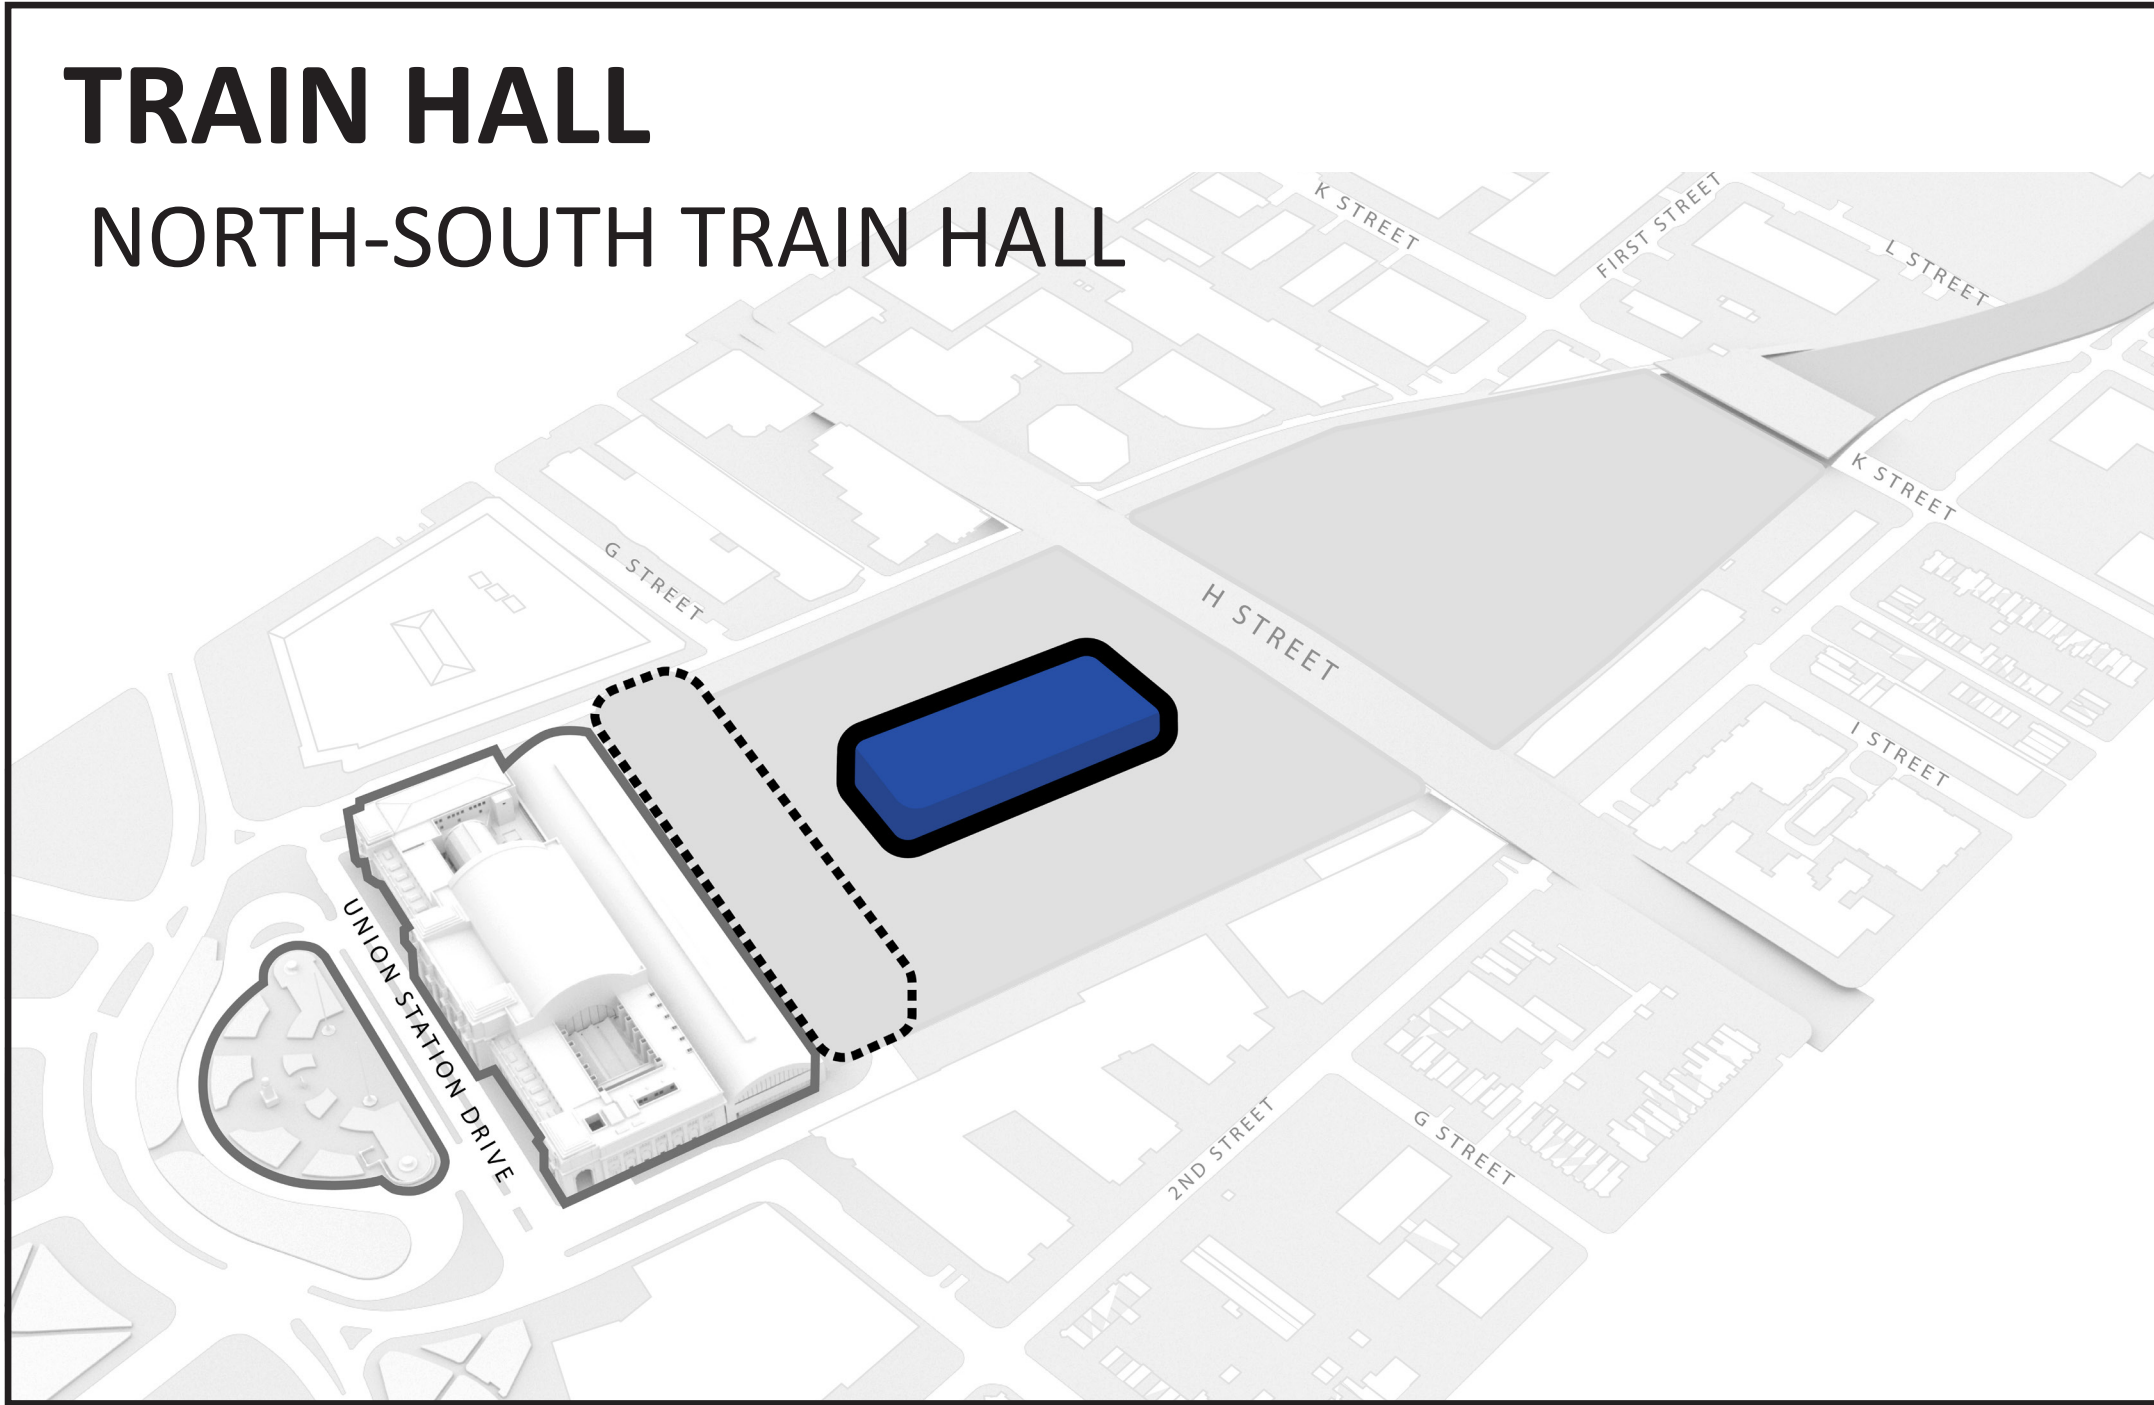 TRAIN HALL
NORTH-SOUTH TRAIN HALL
K STREET
FIRST STREET
L STREET
K STREET
G STREET
H STREET
I STREET
UNION STATION DRIVE
2ND STREET
G STREET